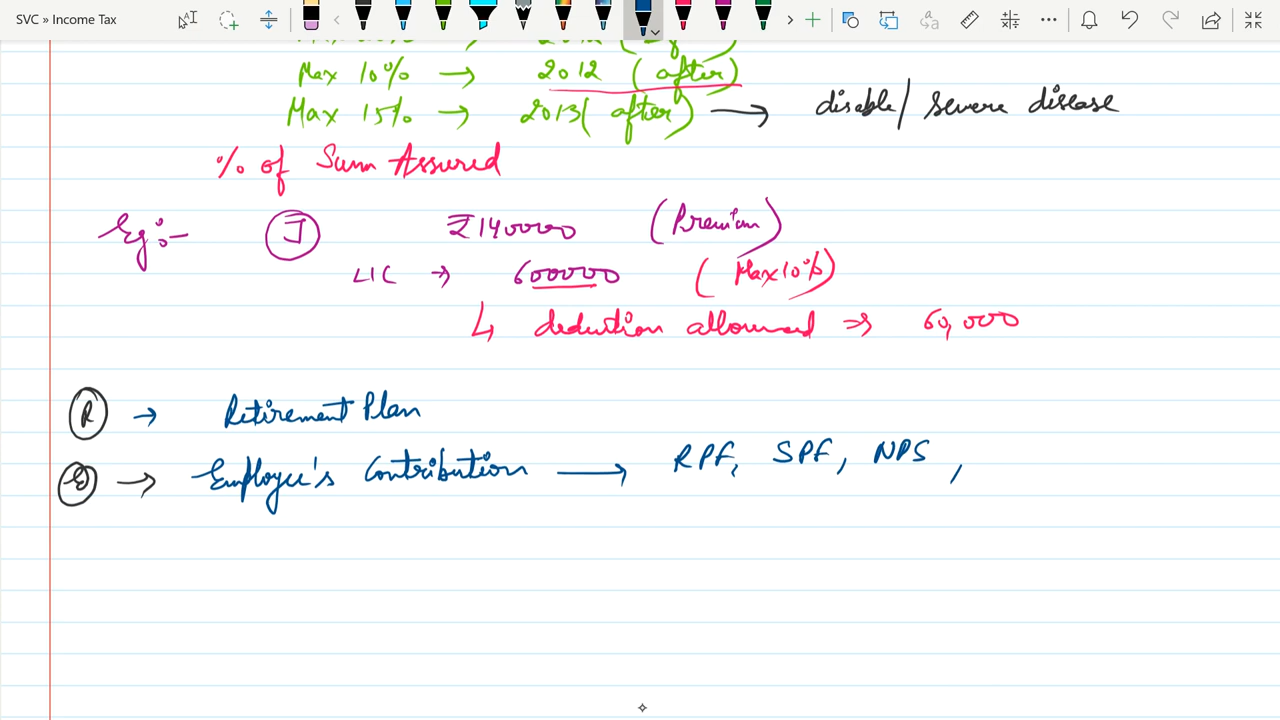 SVC » Income Tax
Max 10% → 2012 (after)
Max 15% → 2013 (after) → disable/ severe disease
% of Sum Assured
Eg:- I ₹140000 (Premium)
LIC → 600000 (Max 10%)
↳ deduction allowed ⇒ 60,000
R → Retirement Plan
E → Employee's Contribution → RPF, SPF, NPS ,